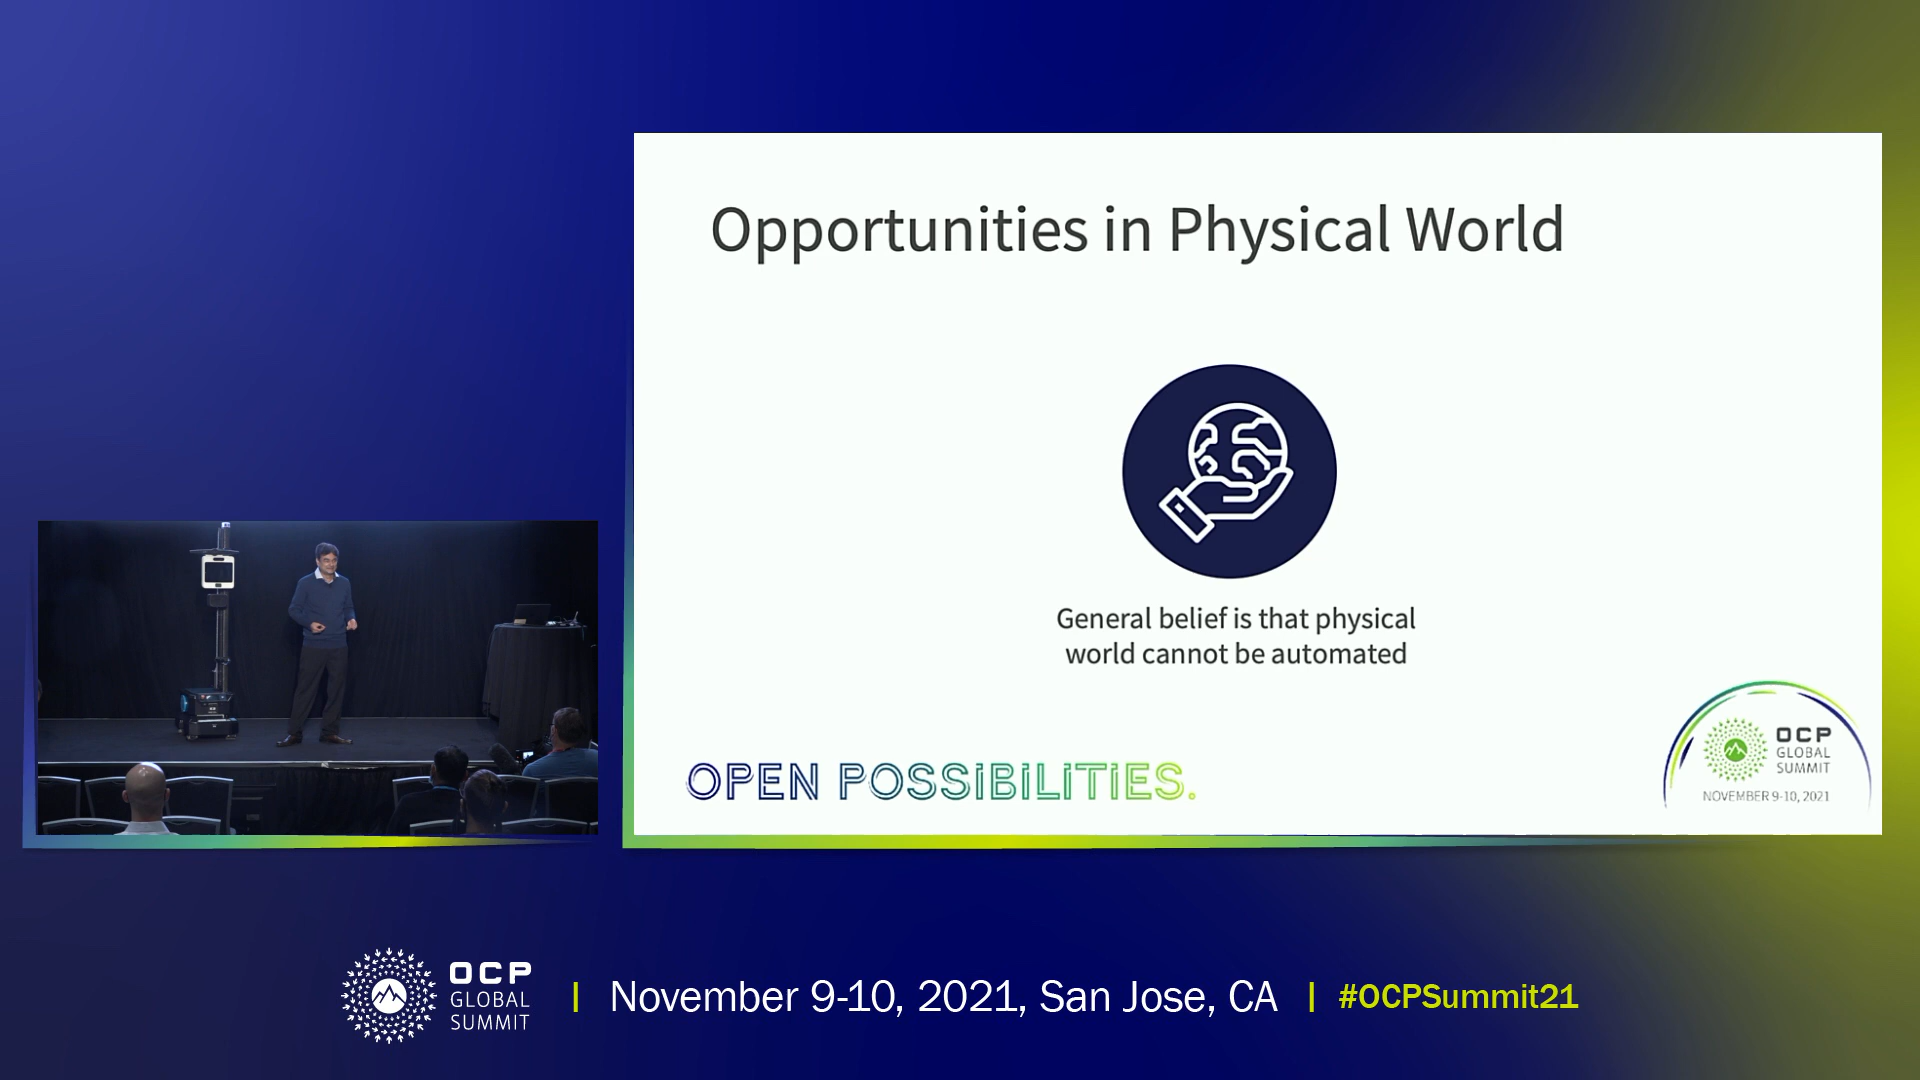 Opportunities in Physical World
General belief is that physical
world cannot be automated
OPEN POSSIBILITIES.
OCP
GLOBAL
SUMMIT
NOVEMBER 9-10, 2021
OCP
GLOBAL
SUMMIT
November 9-10, 2021, San Jose, CA
#OCPSummit21